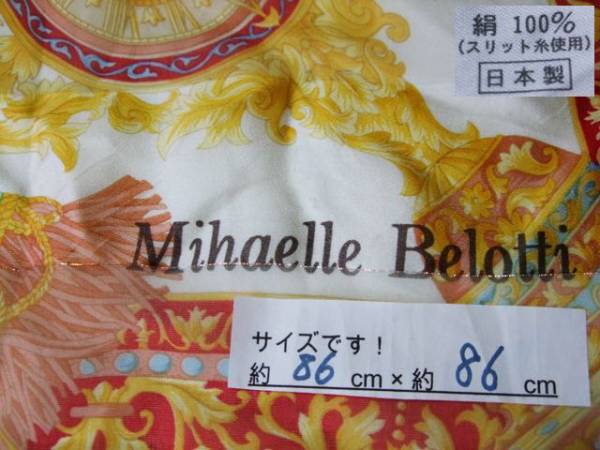 絹 100%
(スリット糸使用)
日本製
Mihaelle Belotti
サイズです!
約 86 cm × 約 86 cm